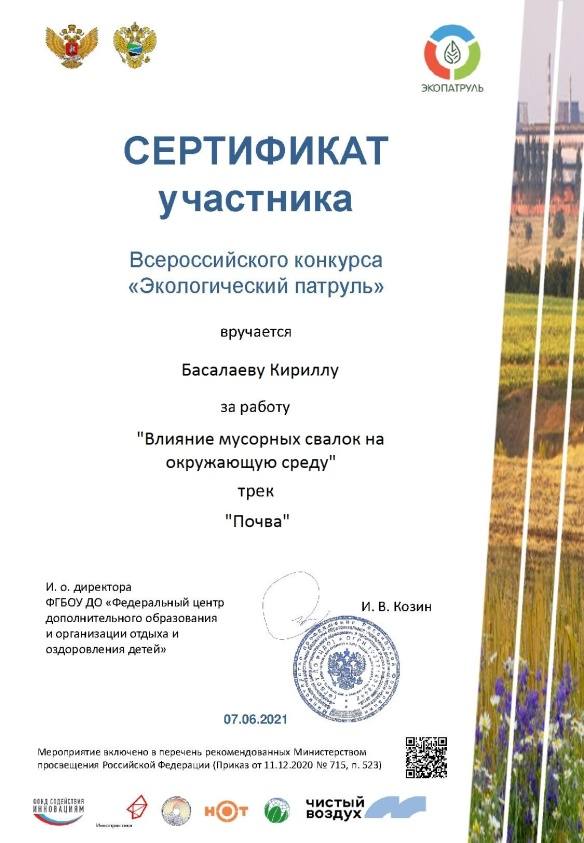 ЭКОПАТРУЛЬ
СЕРТИФИКАТ
участника
Всероссийского конкурса
«Экологический патруль»
вручается
Басалаеву Кириллу
за работу
"Влияние мусорных свалок на
окружающую среду"
трек
"Почва"
И. о. директора
ФГБОУ ДО «Федеральный центр
дополнительного образования
и организации отдыха и
оздоровления детей»
И. В. Козин
07.06.2021
Мероприятие включено в перечень рекомендованных Министерством
просвещения Российской Федерации (Приказ от 11.12.2020 № 715, п. 523)
ФОНД СОДЕЙСТВИЯ
ИННОВАЦИЯМ
Иннопрактика
НОТ
ЧИСТЫЙ
ВОЗДУХ